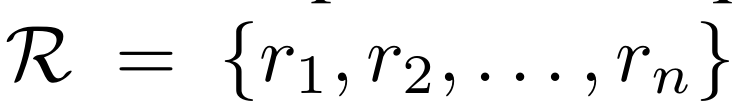 ℛ = {r₁, r₂, . . . , rₙ}